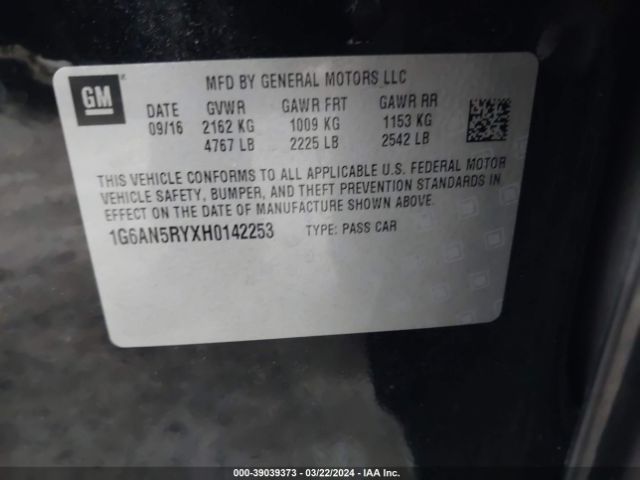 GM
MFD BY GENERAL MOTORS LLC
DATE GVWR GAWR FRT GAWR RR
09/16 2162 KG 1009 KG 1153 KG
4767 LB 2225 LB 2542 LB
THIS VEHICLE CONFORMS TO ALL APPLICABLE U.S. FEDERAL MOTOR
VEHICLE SAFETY, BUMPER, AND THEFT PREVENTION STANDARDS IN
EFFECT ON THE DATE OF MANUFACTURE SHOWN ABOVE.
1G6AN5RYXH0142253 TYPE: PASS CAR
000-39039373 - 03/22/2024 - IAA Inc.